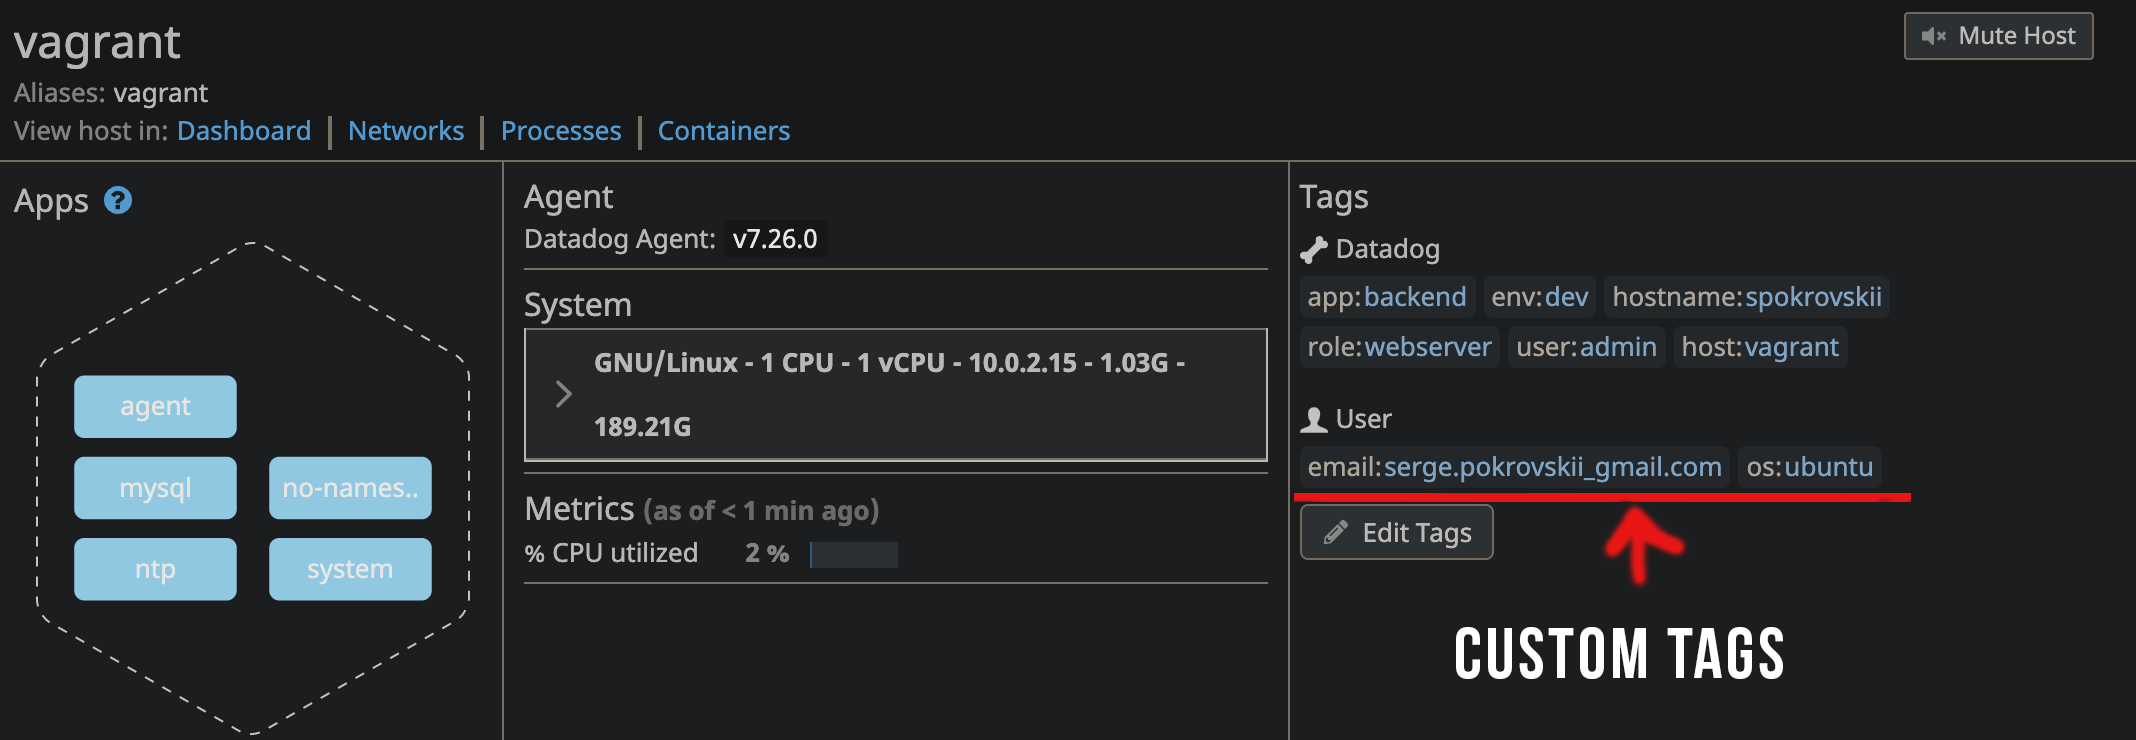 vagrant
Mute Host
Aliases: vagrant
View host in: Dashboard | Networks | Processes | Containers
Apps ?
agent
mysql
no-names..
ntp
system
Agent
Datadog Agent: v7.26.0
System
GNU/Linux - 1 CPU - 1 vCPU - 10.0.2.15 - 1.03G -
189.21G
Metrics (as of < 1 min ago)
% CPU utilized 2 %
Tags
Datadog
app:backend env:dev hostname:spokrovskii
role:webserver user:admin host:vagrant
User
email:serge.pokrovskii_gmail.com os:ubuntu
Edit Tags
CUSTOM TAGS